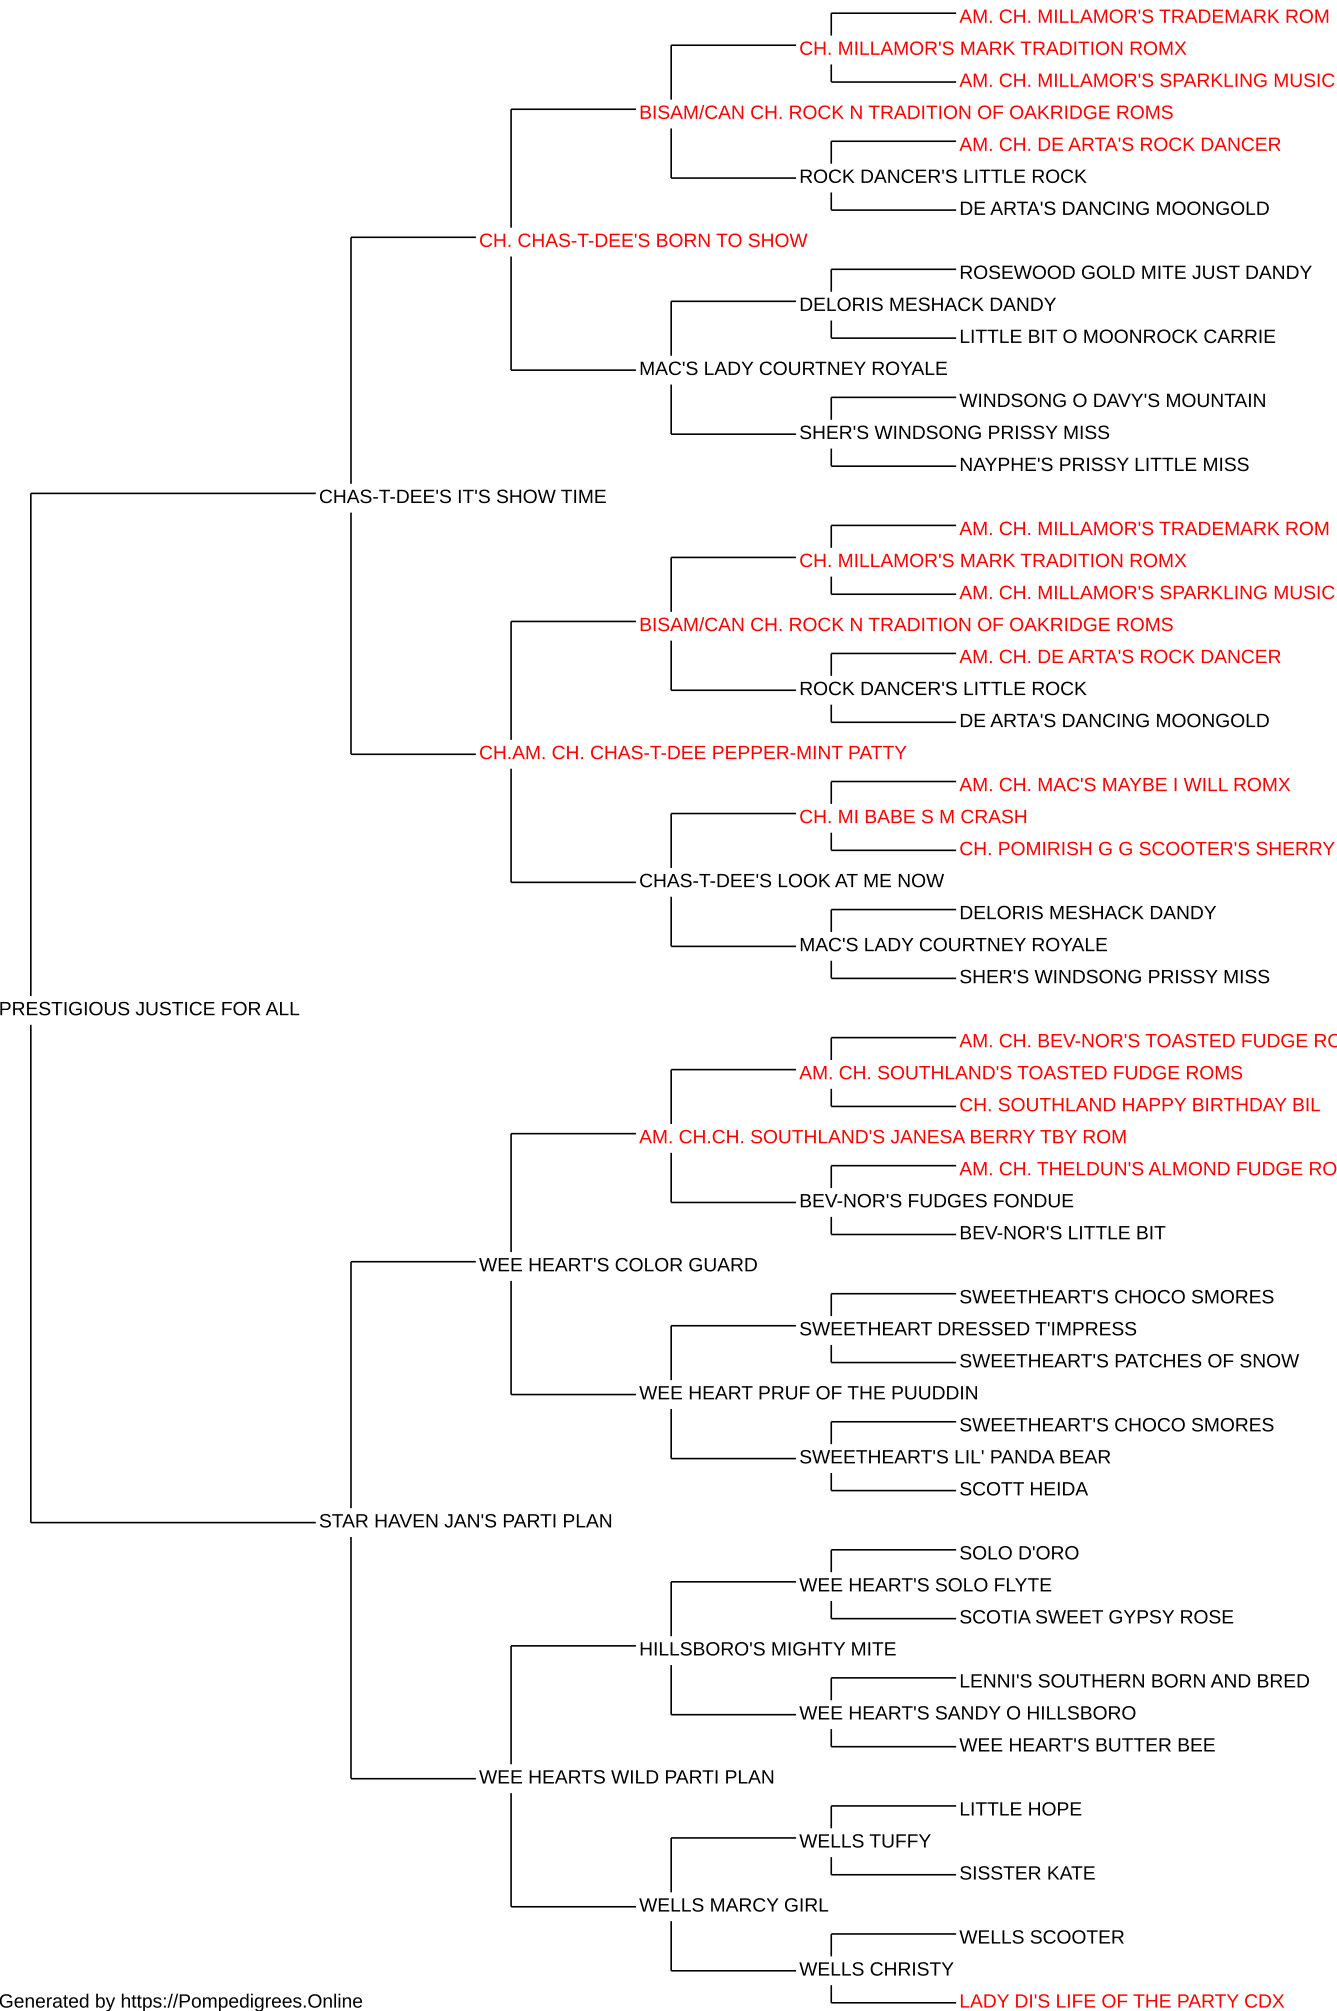 AM. CH. MILLAMOR'S TRADEMARK ROM
CH. MILLAMOR'S MARK TRADITION ROMX
AM. CH. MILLAMOR'S SPARKLING MUSIC
BISAM/CAN CH. ROCK N TRADITION OF OAKRIDGE ROMS
AM. CH. DE ARTA'S ROCK DANCER
ROCK DANCER'S LITTLE ROCK
DE ARTA'S DANCING MOONGOLD
CH. CHAS-T-DEE'S BORN TO SHOW
ROSEWOOD GOLD MITE JUST DANDY
DELORIS MESHACK DANDY
LITTLE BIT O MOONROCK CARRIE
MAC'S LADY COURTNEY ROYALE
WINDSONG O DAVY'S MOUNTAIN
SHER'S WINDSONG PRISSY MISS
NAYPHE'S PRISSY LITTLE MISS
CHAS-T-DEE'S IT'S SHOW TIME
AM. CH. MILLAMOR'S TRADEMARK ROM
CH. MILLAMOR'S MARK TRADITION ROMX
AM. CH. MILLAMOR'S SPARKLING MUSIC
BISAM/CAN CH. ROCK N TRADITION OF OAKRIDGE ROMS
AM. CH. DE ARTA'S ROCK DANCER
ROCK DANCER'S LITTLE ROCK
DE ARTA'S DANCING MOONGOLD
CH.AM. CH. CHAS-T-DEE PEPPER-MINT PATTY
AM. CH. MAC'S MAYBE I WILL ROMX
CH. MI BABE S M CRASH
CH. POMIRISH G G SCOOTER'S SHERRY
CHAS-T-DEE'S LOOK AT ME NOW
DELORIS MESHACK DANDY
MAC'S LADY COURTNEY ROYALE
SHER'S WINDSONG PRISSY MISS
PRESTIGIOUS JUSTICE FOR ALL
AM. CH. BEV-NOR'S TOASTED FUDGE RO
AM. CH. SOUTHLAND'S TOASTED FUDGE ROMS
CH. SOUTHLAND HAPPY BIRTHDAY BIL
AM. CH.CH. SOUTHLAND'S JANESA BERRY TBY ROM
AM. CH. THELDUN'S ALMOND FUDGE RO
BEV-NOR'S FUDGES FONDUE
BEV-NOR'S LITTLE BIT
WEE HEART'S COLOR GUARD
SWEETHEART'S CHOCO SMORES
SWEETHEART DRESSED T'IMPRESS
SWEETHEART'S PATCHES OF SNOW
WEE HEART PRUF OF THE PUUDDIN
SWEETHEART'S CHOCO SMORES
SWEETHEART'S LIL' PANDA BEAR
SCOTT HEIDA
STAR HAVEN JAN'S PARTI PLAN
SOLO D'ORO
WEE HEART'S SOLO FLYTE
SCOTIA SWEET GYPSY ROSE
HILLSBORO'S MIGHTY MITE
LENNI'S SOUTHERN BORN AND BRED
WEE HEART'S SANDY O HILLSBORO
WEE HEART'S BUTTER BEE
WEE HEARTS WILD PARTI PLAN
LITTLE HOPE
WELLS TUFFY
SISSTER KATE
WELLS MARCY GIRL
WELLS SCOOTER
WELLS CHRISTY
LADY DI'S LIFE OF THE PARTY CDX
Generated by https://Pompedigrees.Online